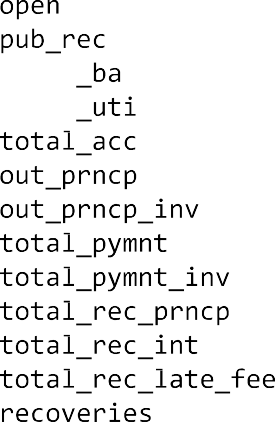 open
pub_rec
_ba
_uti
total_acc
out_prncp
out_prncp_inv
total_pymnt
total_pymnt_inv
total_rec_prncp
total_rec_int
total_rec_late_fee
recoveries